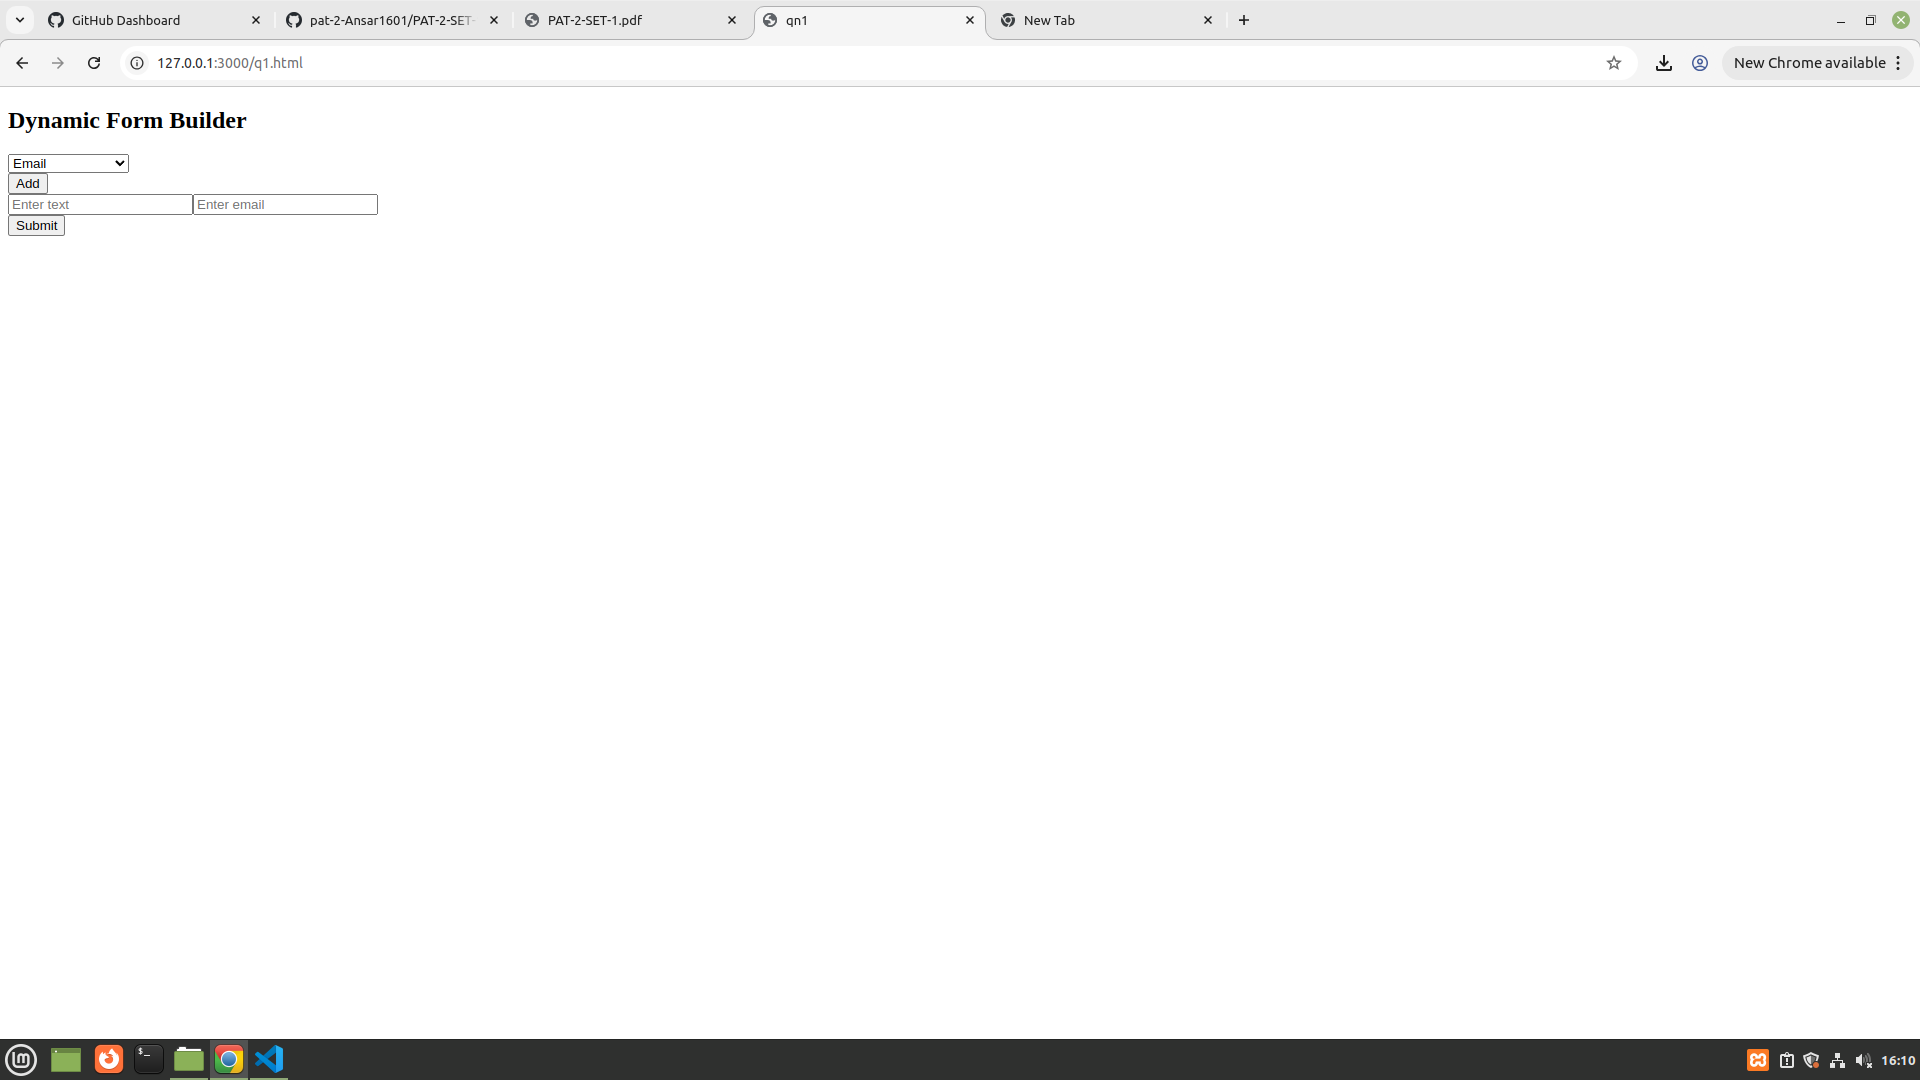 GitHub Dashboard
pat-2-Ansar1601/PAT-2-SET-
PAT-2-SET-1.pdf
qn1
New Tab
127.0.0.1:3000/q1.html
New Chrome available
Dynamic Form Builder
Email
Add
Enter text
Enter email
Submit
$_
16:10